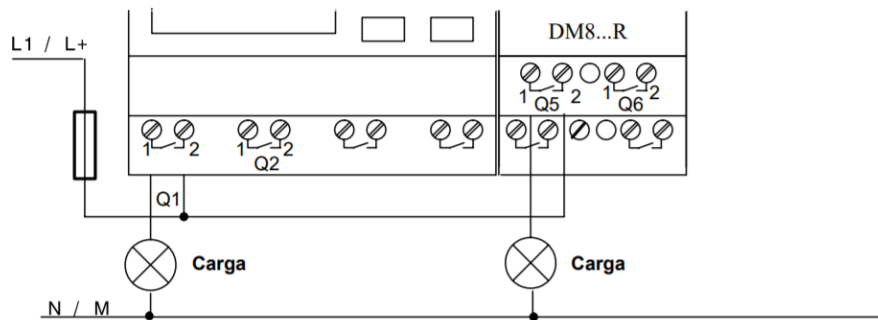 DM8...R
L1 / L+
1 2 1 2
Q5 Q6
1 2 1 2
Q2
Q1
Carga Carga
N / M